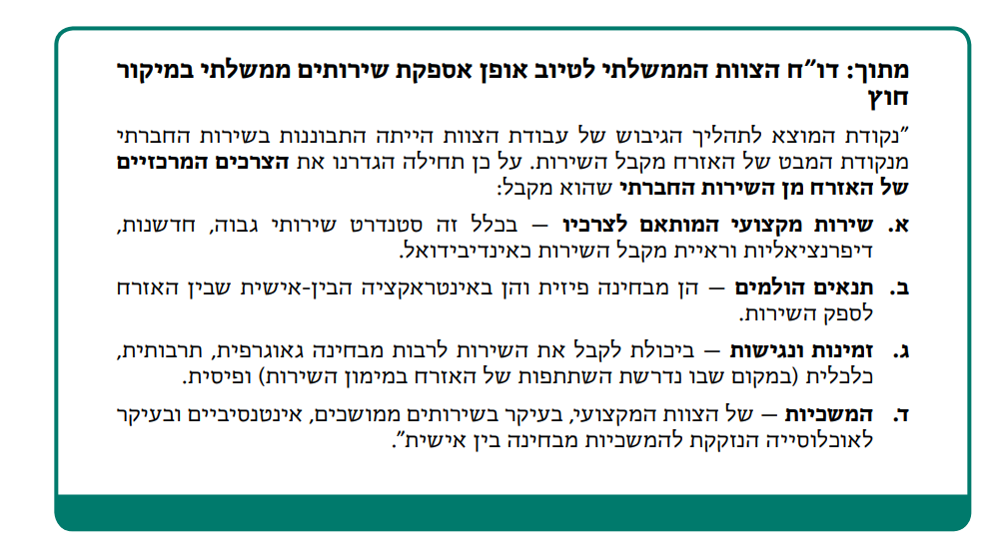 מתוך: דו״ח הצוות הממשלתי לטיוב אופן אספקת שירותים ממשלתי במיקור
חוץ
״נקודת המוצא לתהליך הגיבוש של עבודת הצוות הייתה התבוננות בשירות החברתי
מנקודת המבט של האזרח מקבל השירות. על כן תחילה הגדרנו את הצרכים המרכזיים
של האזרח מן השירות החברתי שהוא מקבל:
א. שירות מקצועי המותאם לצרכיו – בכלל זה סטנדרט שירותי גבוה, חדשנות,
דיפרנציאליות וראיית מקבל השירות כאינדיבידואל.
ב. תנאים הולמים – הן מבחינה פיזית והן באינטראקציה הבין-אישית שבין האזרח
לספק השירות.
ג. זמינות ונגישות – ביכולת לקבל את השירות לרבות מבחינה גאוגרפית, תרבותית,
כלכלית (במקום שבו נדרשת השתתפות של האזרח במימון השירות) ופיסית.
ד. המשכיות – של הצוות המקצועי, בעיקר בשירותים ממושכים, אינטנסיביים ובעיקר
לאוכלוסייה הנזקקת להמשכיות מבחינה בין אישית״.